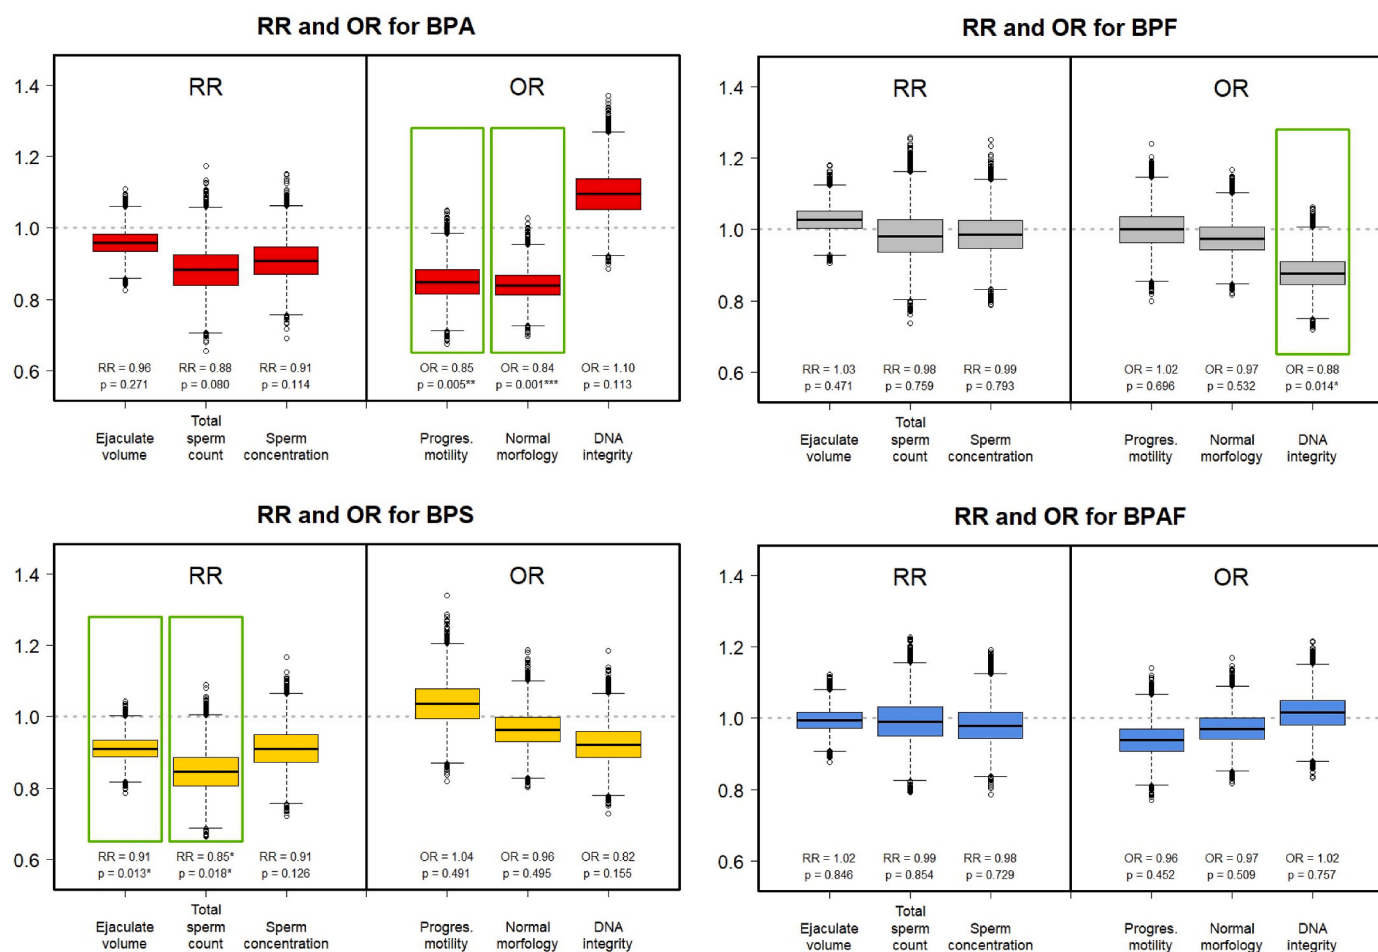 RR and OR for BPA
RR
OR
1.4
1.2
1.0
0.8
0.6
RR = 0.96
p = 0.271
RR = 0.88
p = 0.080
RR = 0.91
p = 0.114
OR = 0.85
p = 0.005**
OR = 0.84
p = 0.001***
OR = 1.10
p = 0.113
Ejaculate
volume
Total
sperm
count
Sperm
concentration
Progres.
motility
Normal
morfology
DNA
integrity
RR and OR for BPF
RR
OR
1.4
1.2
1.0
0.8
0.6
RR = 1.03
p = 0.471
RR = 0.98
p = 0.759
RR = 0.99
p = 0.793
OR = 1.02
p = 0.696
OR = 0.97
p = 0.532
OR = 0.88
p = 0.014*
Ejaculate
volume
Total
sperm
count
Sperm
concentration
Progres.
motility
Normal
morfology
DNA
integrity
RR and OR for BPS
RR
OR
1.4
1.2
1.0
0.8
0.6
RR = 0.91
p = 0.013*
RR = 0.85*
p = 0.018*
RR = 0.91
p = 0.126
OR = 1.04
p = 0.491
OR = 0.96
p = 0.495
OR = 0.82
p = 0.155
Ejaculate
volume
Total
sperm
count
Sperm
concentration
Progres.
motility
Normal
morphology
DNA
integrity
RR and OR for BPAF
RR
OR
1.4
1.2
1.0
0.8
0.6
RR = 1.02
p = 0.846
RR = 0.99
p = 0.854
RR = 0.98
p = 0.729
OR = 0.96
p = 0.452
OR = 0.97
p = 0.509
OR = 1.02
p = 0.757
Ejaculate
volume
Total
sperm
count
Sperm
concentration
Progres.
motility
Normal
morphology
DNA
integrity